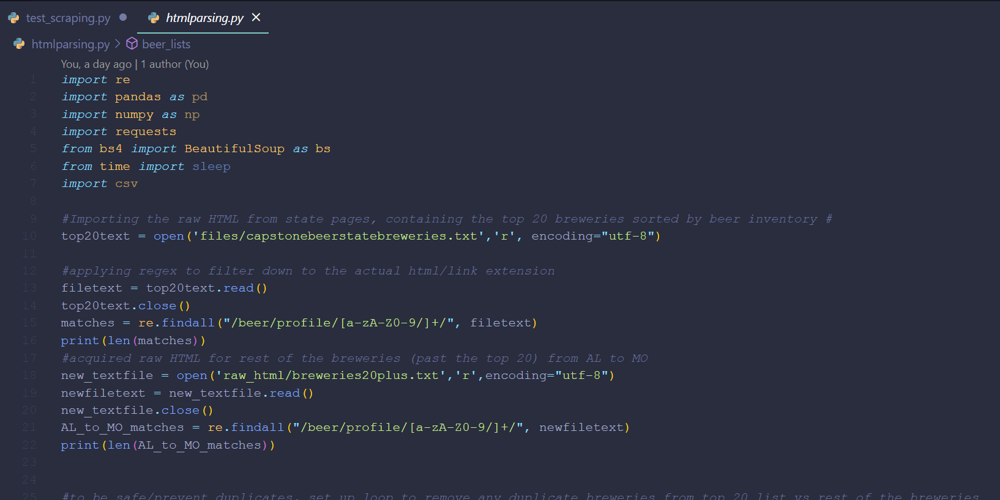 test_scraping.py
htmlparsing.py
htmlparsing.py > beer_lists
You, a day ago | 1 author (You)
1 import re
2 import pandas as pd
3 import numpy as np
4 import requests
5 from bs4 import BeautifulSoup as bs
6 from time import sleep
7 import csv
8
9 #Importing the raw HTML from state pages, containing the top 20 breweries sorted by beer inventory #
10 top20text = open('files/capstonebeerstatebreweries.txt','r', encoding="utf-8")
11
12 #applying regex to filter down to the actual html/link extension
13 filetext = top20text.read()
14 top20text.close()
15 matches = re.findall("/beer/profile/[a-zA-Z0-9/]+/", filetext)
16 print(len(matches))
17 #acquired raw HTML for rest of the breweries (past the top 20) from AL to MO
18 new_textfile = open('raw_html/breweries20plus.txt','r',encoding="utf-8")
19 newfiletext = new_textfile.read()
20 new_textfile.close()
21 AL_to_MO_matches = re.findall("/beer/profile/[a-zA-Z0-9/]+/", newfiletext)
22 print(len(AL_to_MO_matches))
23
24
25 #to be safe/prevent duplicates, set up loop to remove any duplicate breweries from top 20 list vs rest of the breweries